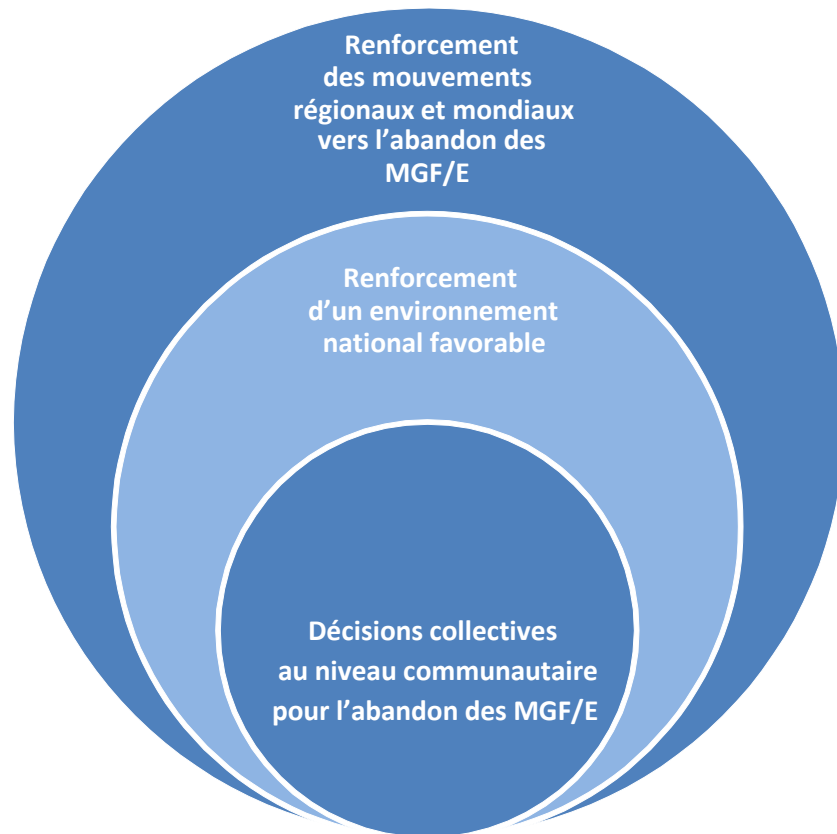 Renforcement
des mouvements
régionaux et mondiaux
vers l’abandon des
MGF/E
Renforcement
d’un environnement
national favorable
Décisions collectives
au niveau communautaire
pour l’abandon des MGF/E